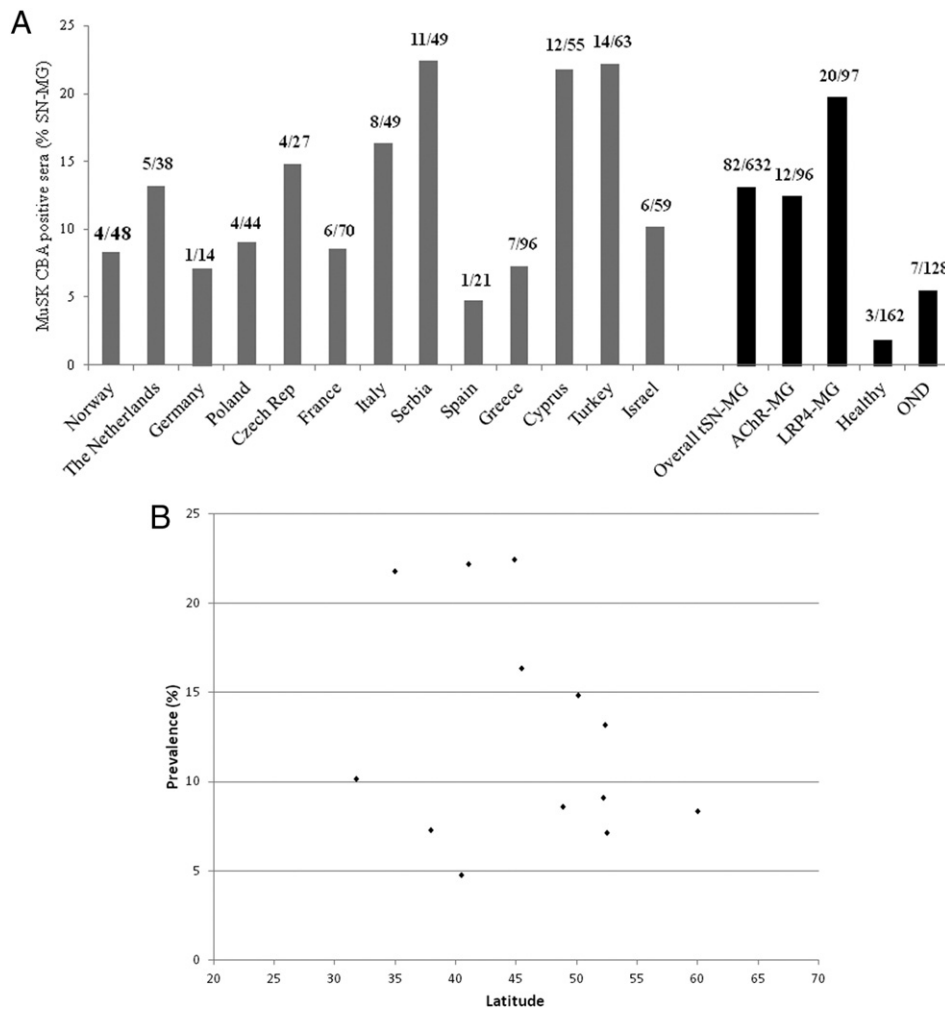 A
MuSK CBA positive sera (% SN-MG)
25
20
15
10
5
0
4/48
5/38
1/14
4/44
4/27
6/70
8/49
11/49
1/21
7/96
12/55
14/63
6/59
82/632
12/96
20/97
3/162
7/128
Norway
The Netherlands
Germany
Poland
Czech Rep
France
Italy
Serbia
Spain
Greece
Cyprus
Turkey
Israel
Overall tSN-MG
AChR-MG
LRP4-MG
Healthy
OND
B
Prevalence (%)
25
20
15
10
5
0
20 25 30 35 40 45 50 55 60 65 70
Latitude